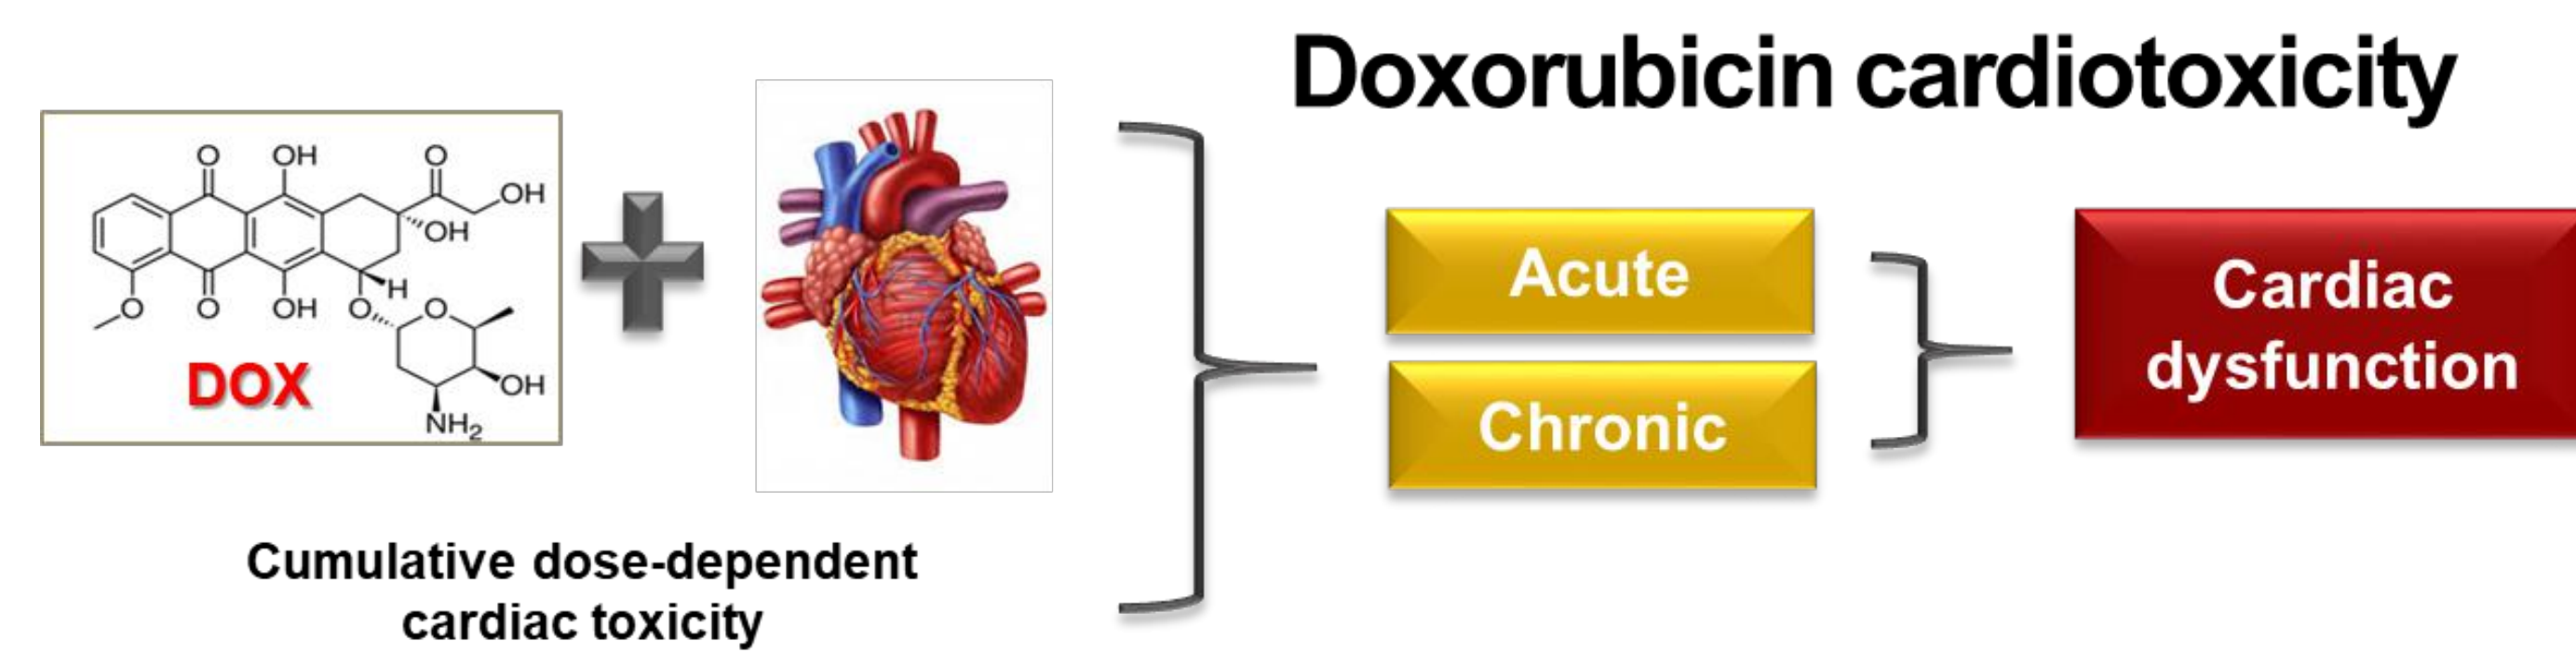 Doxorubicin cardiotoxicity
O
OH
O
OH
OH
H
O
O
OH
O
O
OH
NH2
DOX
Cumulative dose-dependent
cardiac toxicity
Acute
Chronic
Cardiac
dysfunction